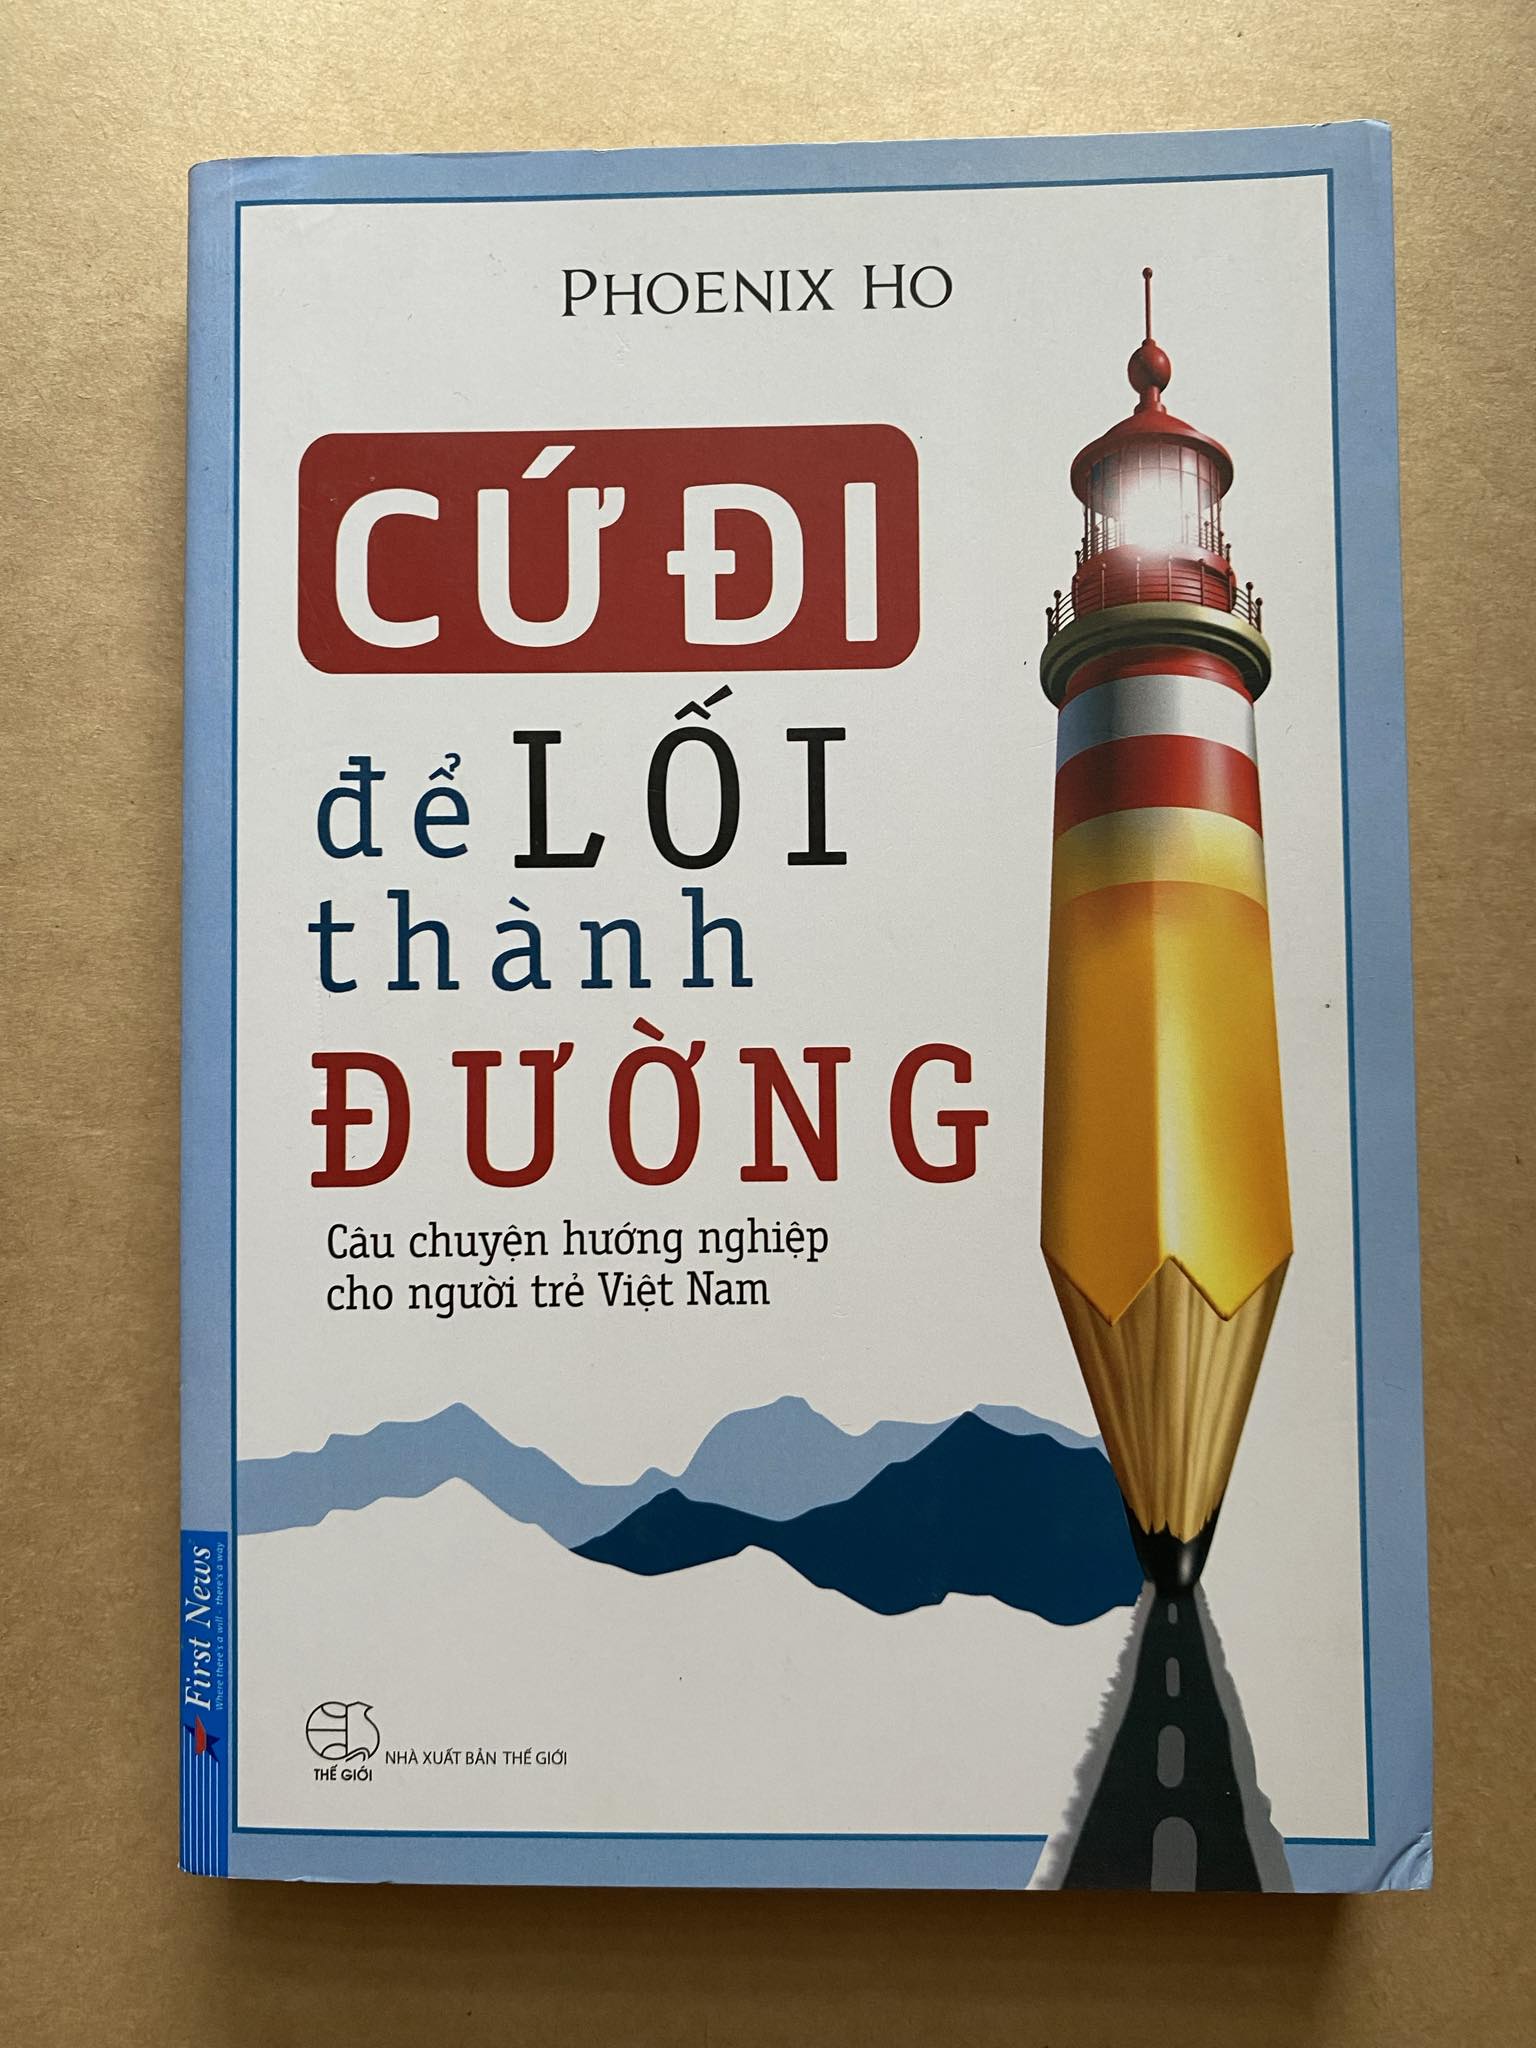 PHOENIX HO
CỨ ĐI
để LỐI
thành
ĐƯỜNG
Câu chuyện hướng nghiệp
cho người trẻ Việt Nam
First News
Where there's a will - there's a way
THẾ GIỚI
NHÀ XUẤT BẢN THẾ GIỚI